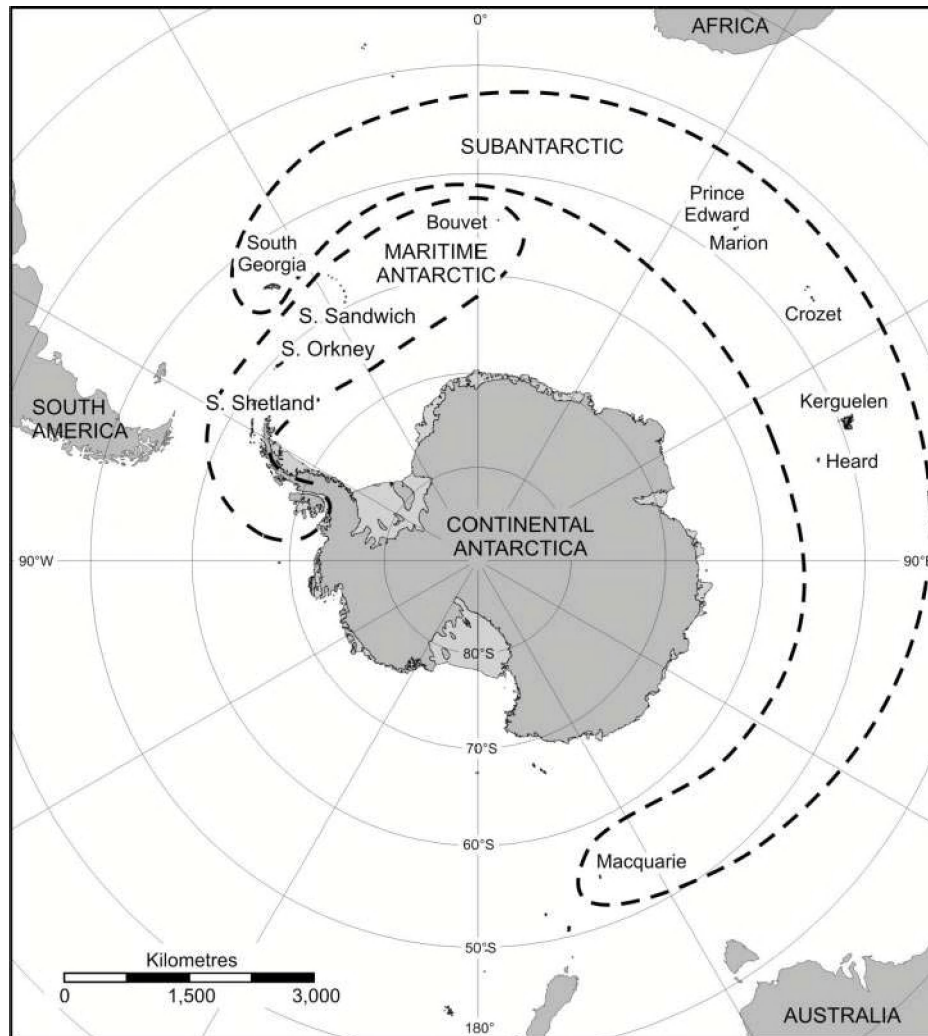 0°
AFRICA
SUBANTARCTIC
Prince
Edward
Marion
Bouvet
South
Georgia
MARITIME
ANTARCTIC
Crozet
S. Sandwich
S. Orkney
S. Shetland
SOUTH
AMERICA
Kerguelen
Heard
CONTINENTAL
ANTARCTICA
90°W
90°E
80°S
70°S
60°S
Macquarie
50°S
Kilometres
0 1,500 3,000
180°
AUSTRALIA